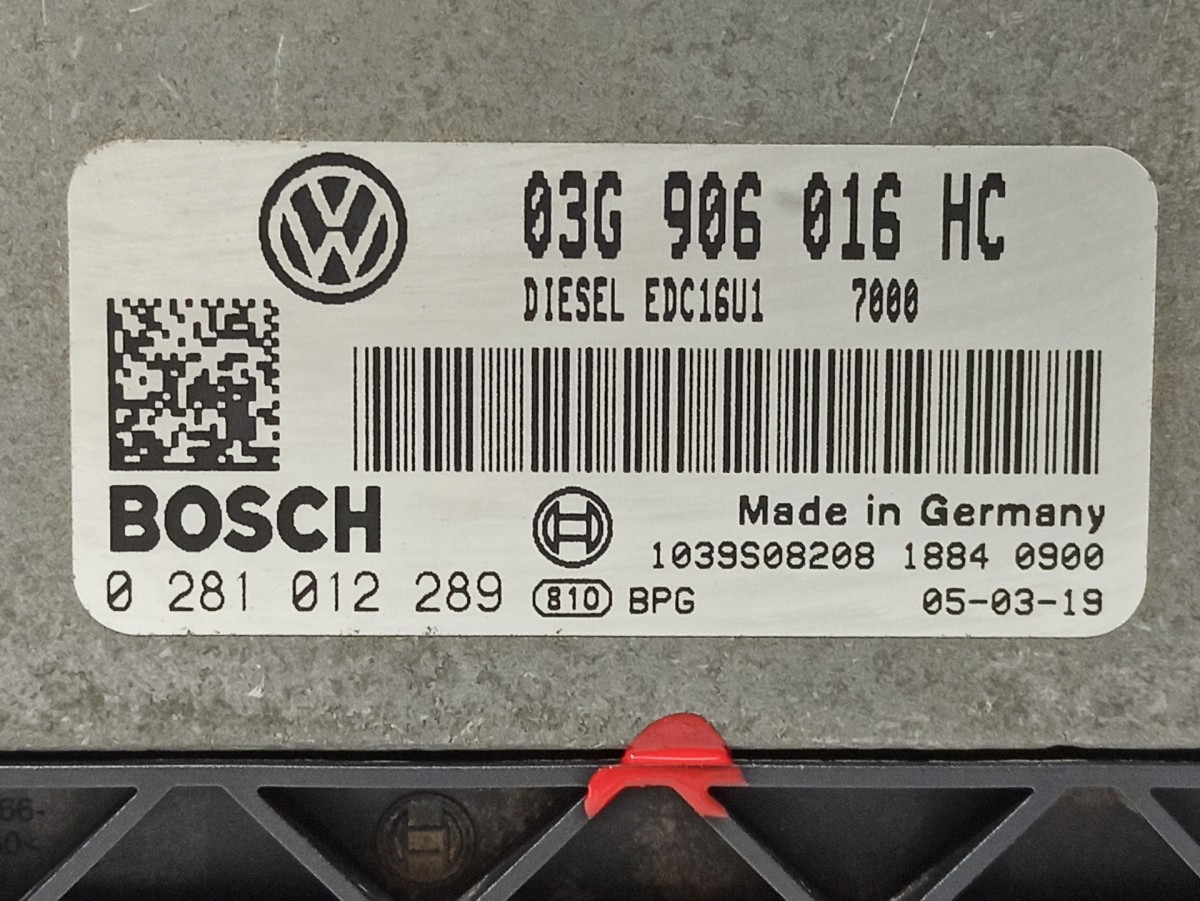 03G 906 016 HC
DIESEL EDC16U1 7000
BOSCH
Made in Germany
1039S08208 1884 0900
0 281 012 289 810 BPG 05-03-19
66-